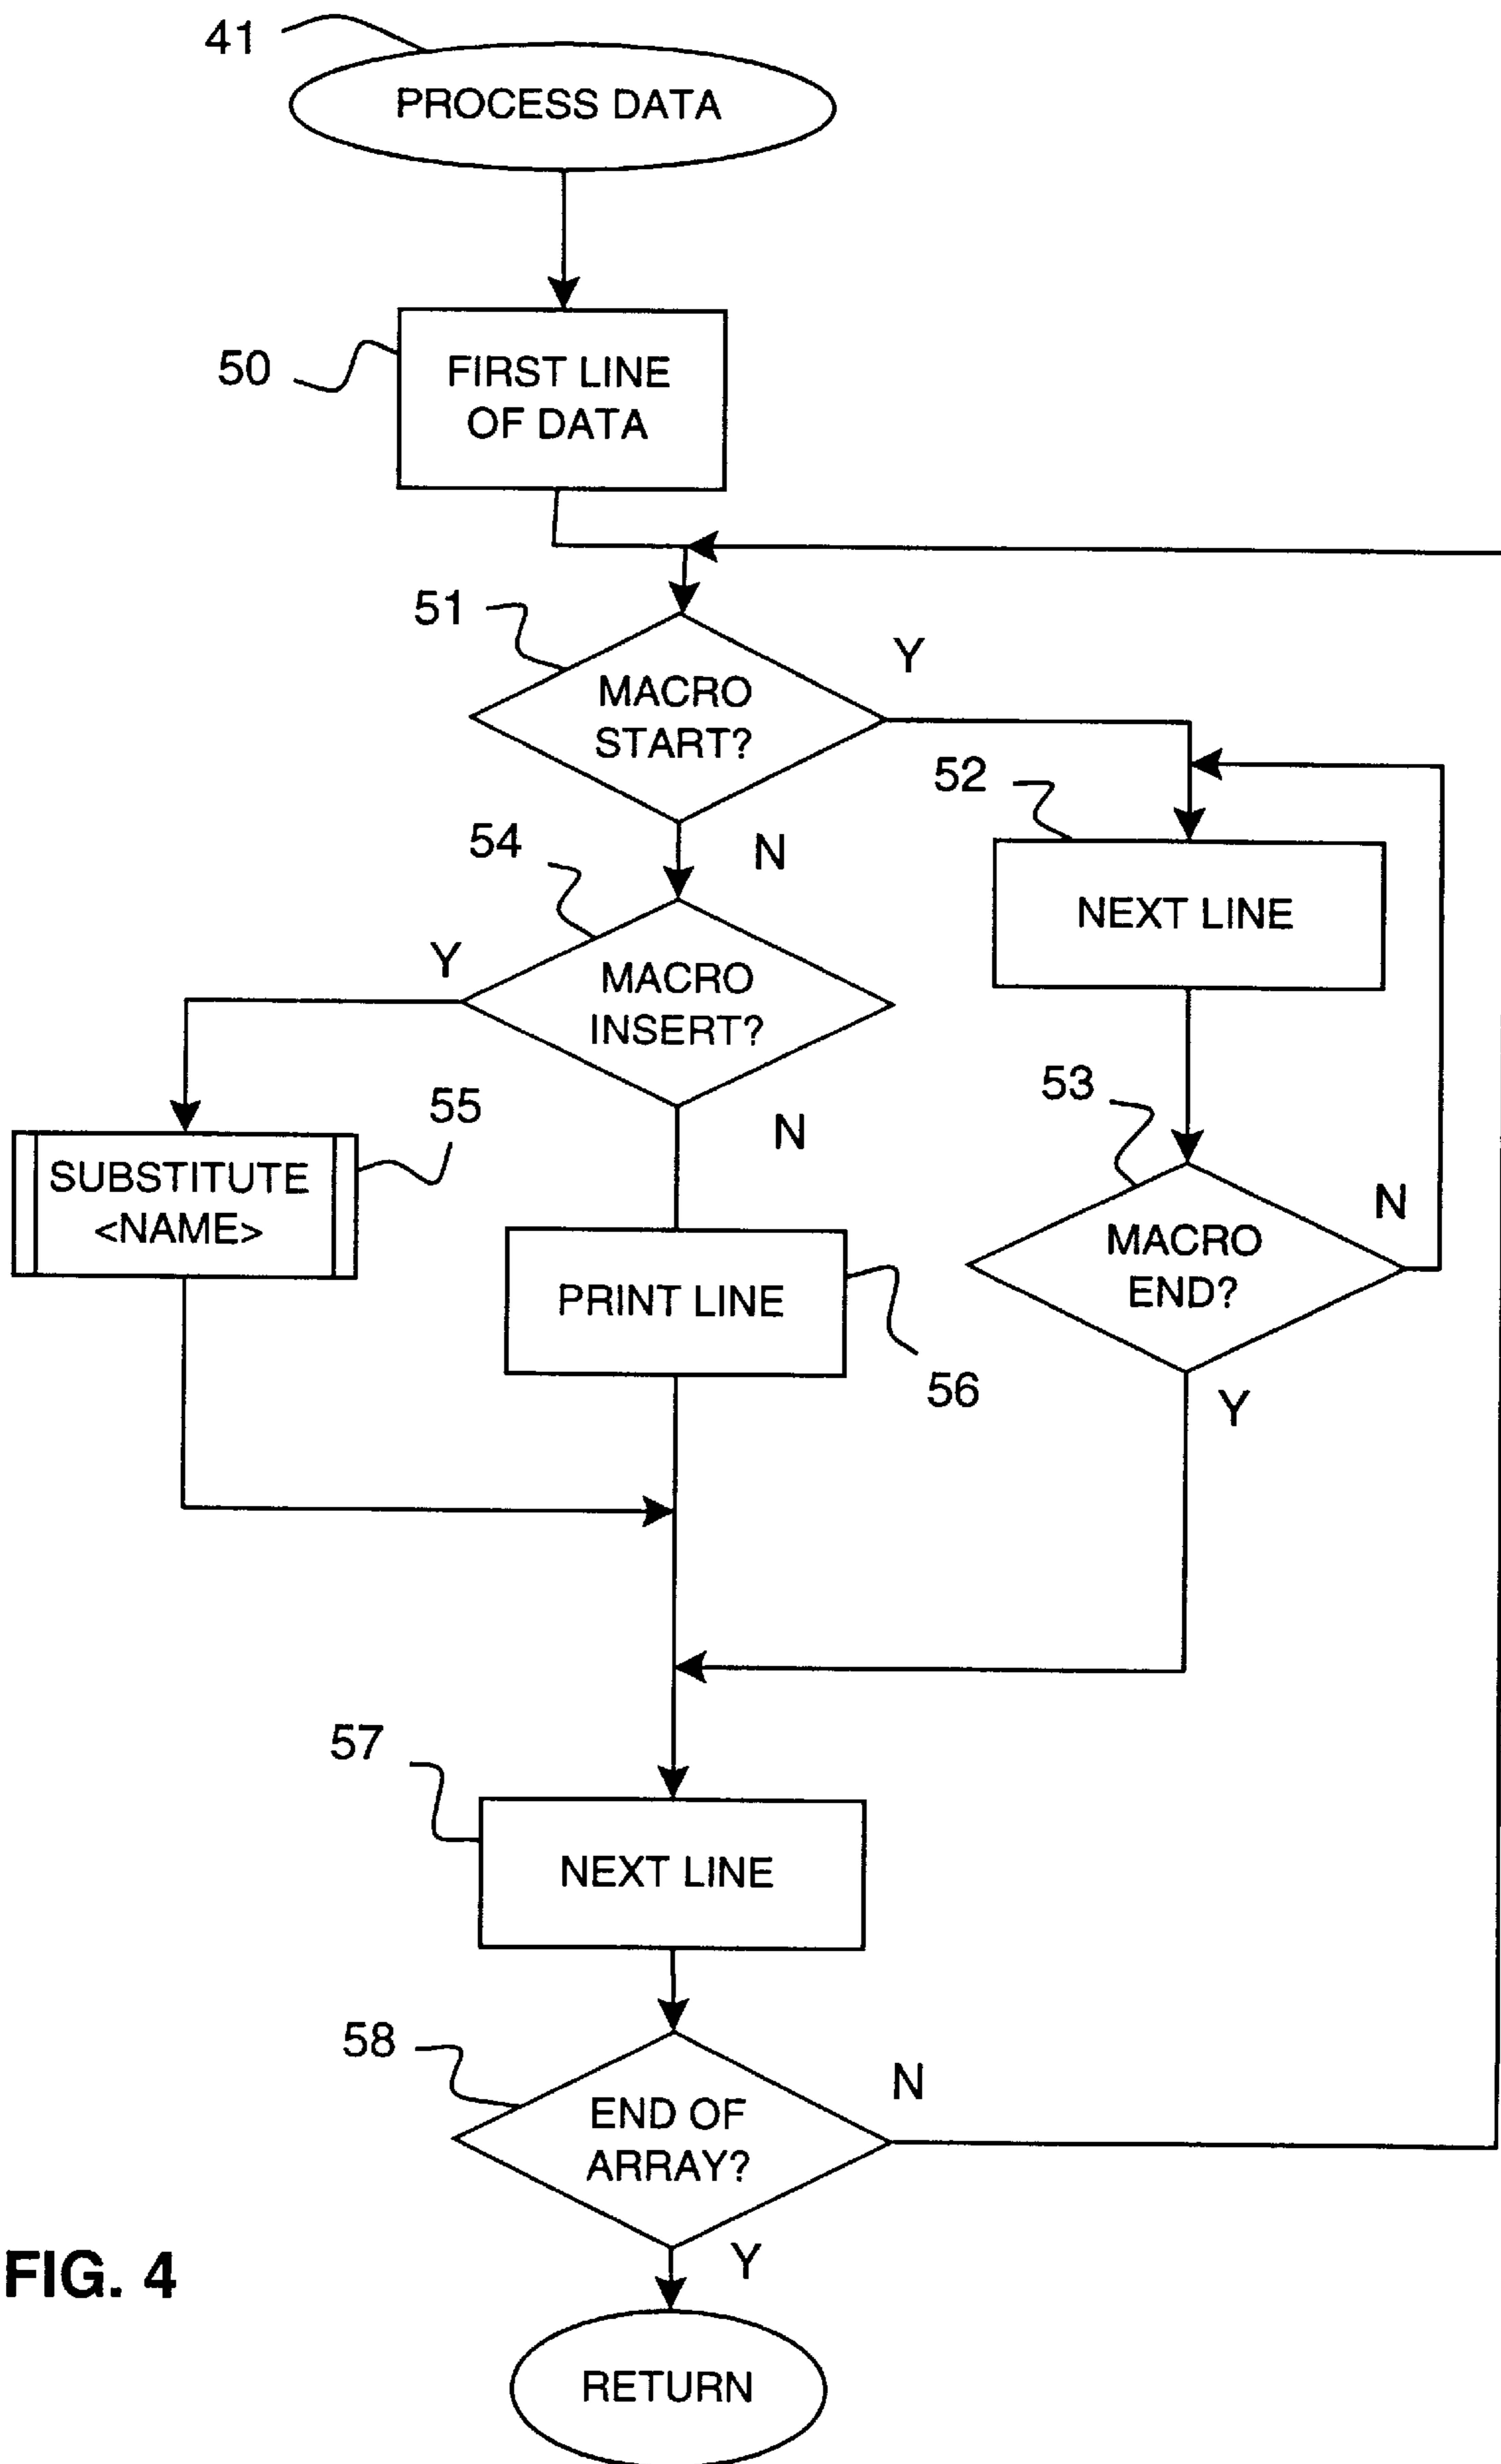 41
PROCESS DATA
50
FIRST LINE
OF DATA
51
MACRO
START?
Y
N
52
NEXT LINE
54
MACRO
INSERT?
Y
N
53
MACRO
END?
N
Y
55
SUBSTITUTE
<NAME>
PRINT LINE
56
57
NEXT LINE
58
END OF
ARRAY?
N
Y
FIG. 4
RETURN